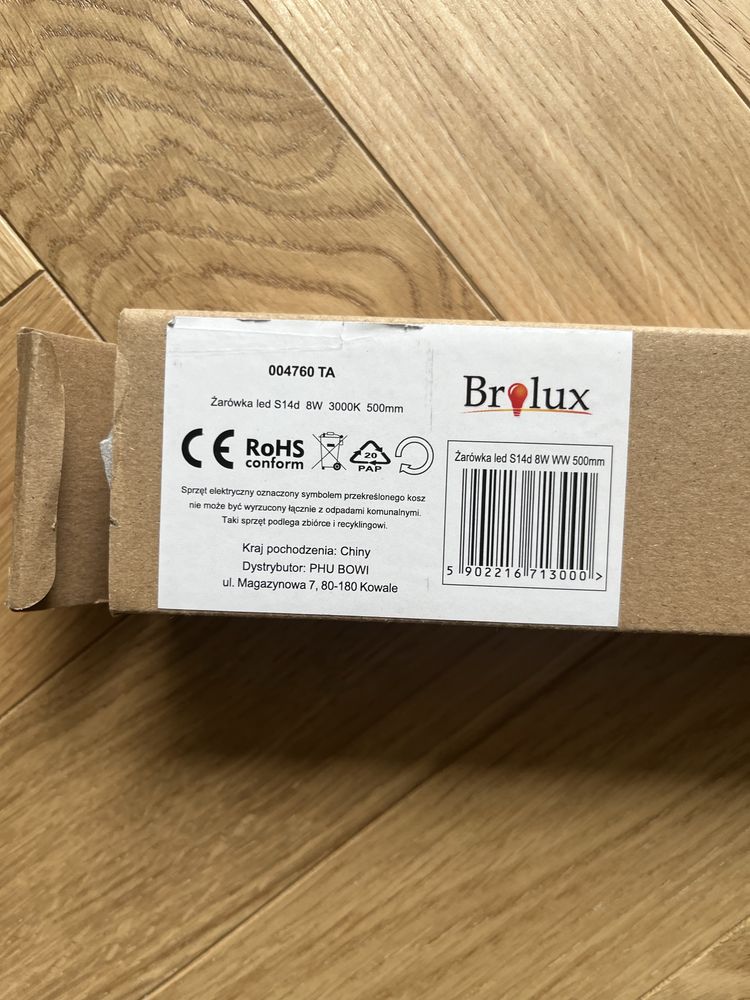 004760 TA
Żarówka led S14d 8W 3000K 500mm
CE RoHS
conform
20
PAP
Sprzęt elektryczny oznaczony symbolem przekreślonego kosz
nie może być wyrzucony łącznie z odpadami komunalnymi.
Taki sprzęt podlega zbiórce i recyklingowi.
Kraj pochodzenia: Chiny
Dystrybutor: PHU BOWI
ul. Magazynowa 7, 80-180 Kowale
Brolux
Żarówka led S14d 8W WW 500mm
5 902216 713000 >